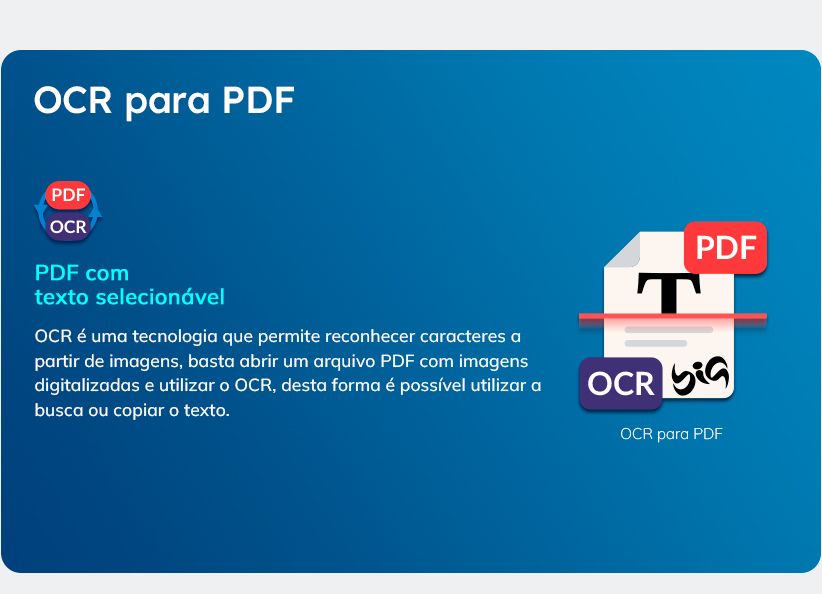 OCR para PDF
PDF
OCR
PDF com
texto selecionável
OCR é uma tecnologia que permite reconhecer caracteres a
partir de imagens, basta abrir um arquivo PDF com imagens
digitalizadas e utilizar o OCR, desta forma é possível utilizar a
busca ou copiar o texto.
PDF
T
OCR
big
OCR para PDF